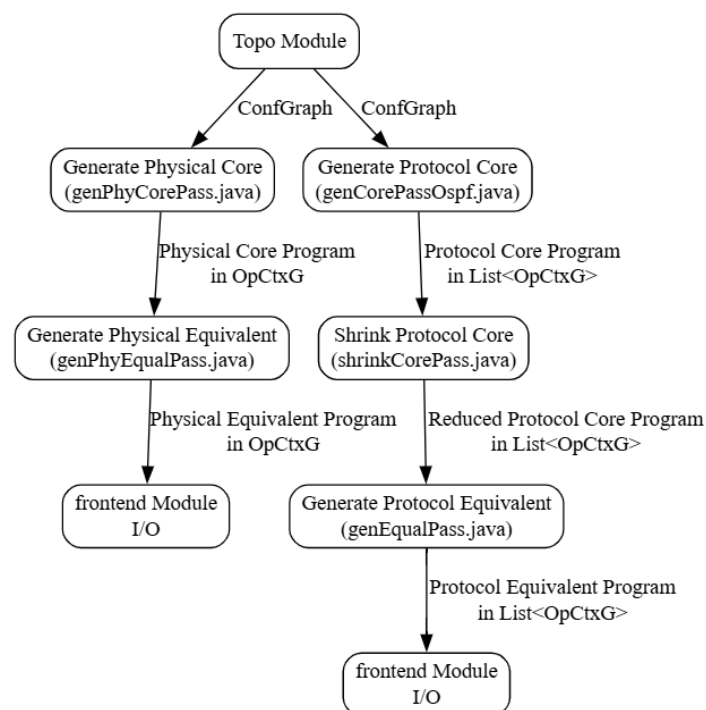 Topo Module
ConfGraph
ConfGraph
Generate Physical Core
(genPhyCorePass.java)
Generate Protocol Core
(genCorePassOspf.java)
Physical Core Program
in OpCtxG
Protocol Core Program
in List<OpCtxG>
Generate Physical Equivalent
(genPhyEqualPass.java)
Shrink Protocol Core
(shrinkCorePass.java)
Physical Equivalent Program
in OpCtxG
Reduced Protocol Core Program
in List<OpCtxG>
frontend Module
I/O
Generate Protocol Equivalent
(genEqualPass.java)
Protocol Equivalent Program
in List<OpCtxG>
frontend Module
I/O